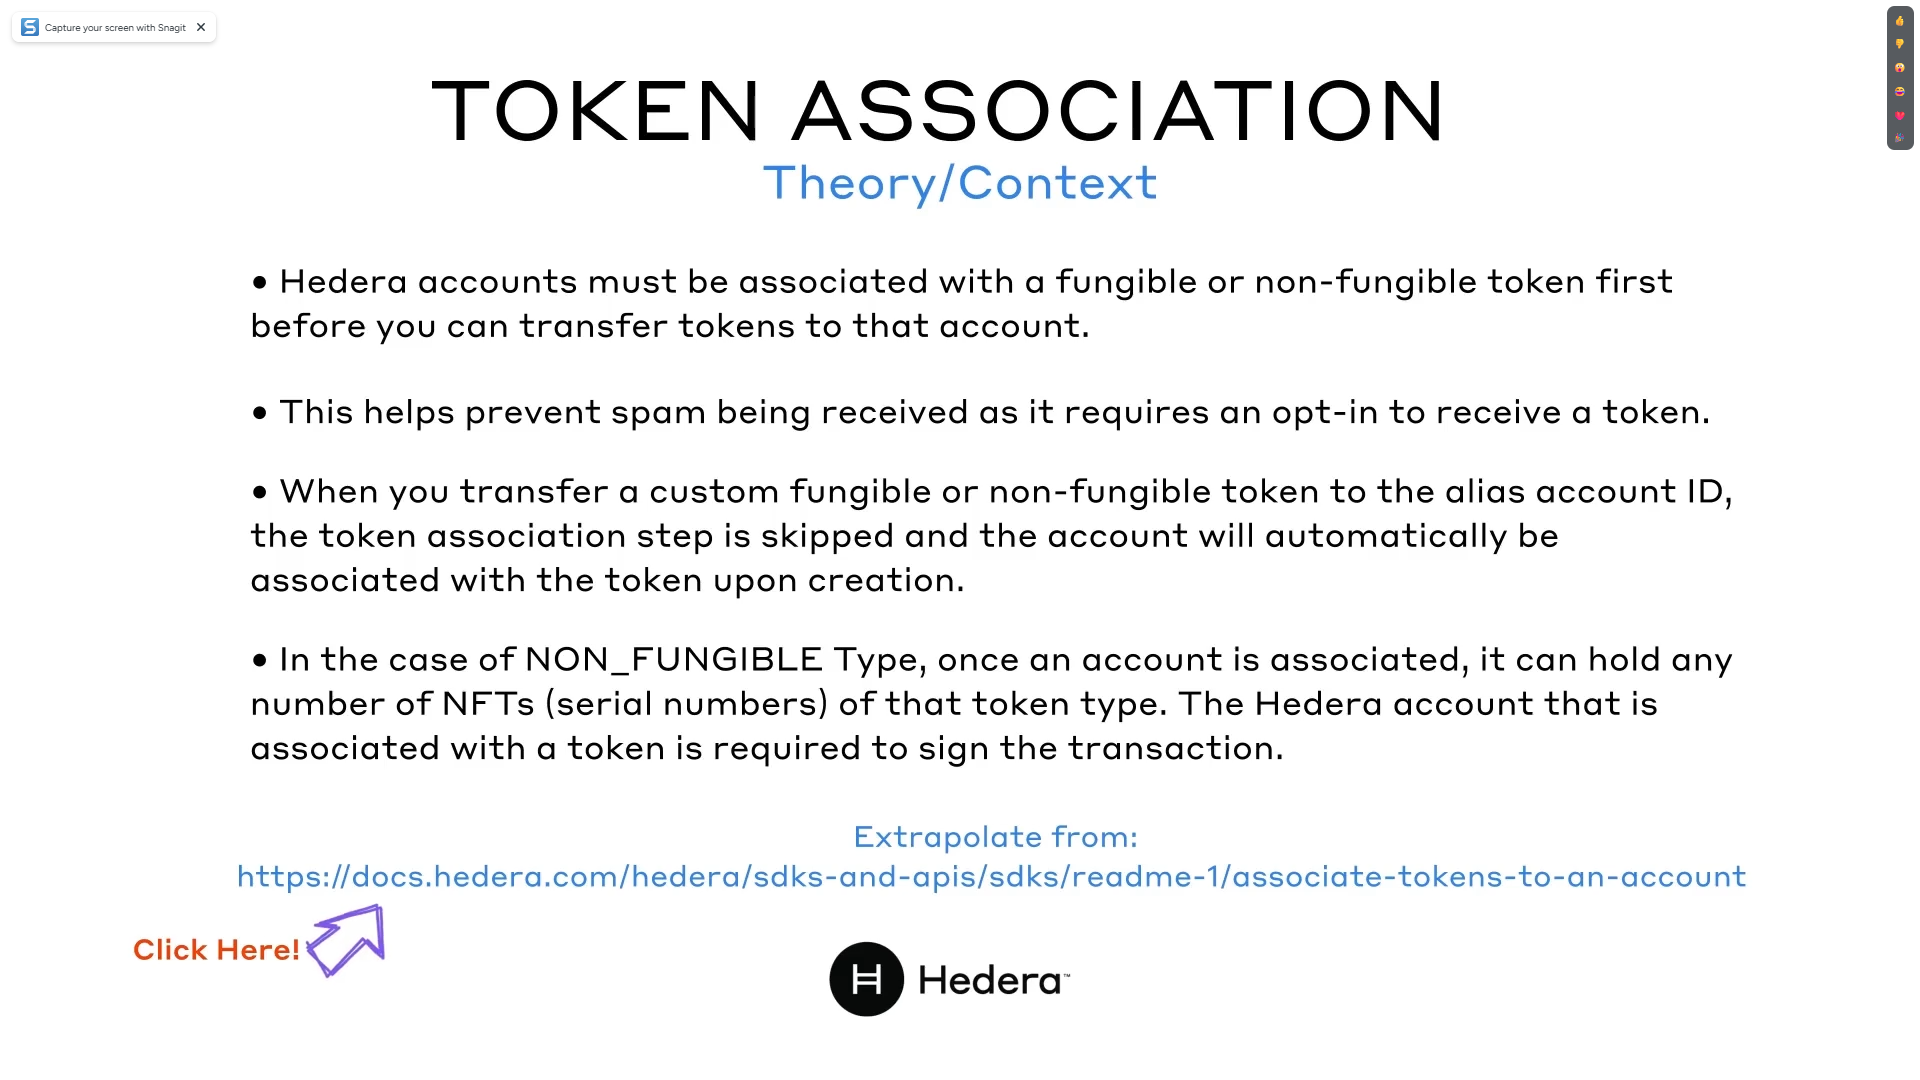 Capture your screen with Snagit
TOKEN ASSOCIATION
Theory/Context
• Hedera accounts must be associated with a fungible or non-fungible token first
before you can transfer tokens to that account.
• This helps prevent spam being received as it requires an opt-in to receive a token.
• When you transfer a custom fungible or non-fungible token to the alias account ID,
the token association step is skipped and the account will automatically be
associated with the token upon creation.
• In the case of NON_FUNGIBLE Type, once an account is associated, it can hold any
number of NFTs (serial numbers) of that token type. The Hedera account that is
associated with a token is required to sign the transaction.
Extrapolate from:
https://docs.hedera.com/hedera/sdks-and-apis/sdks/readme-1/associate-tokens-to-an-account
Click Here!
H Hedera™